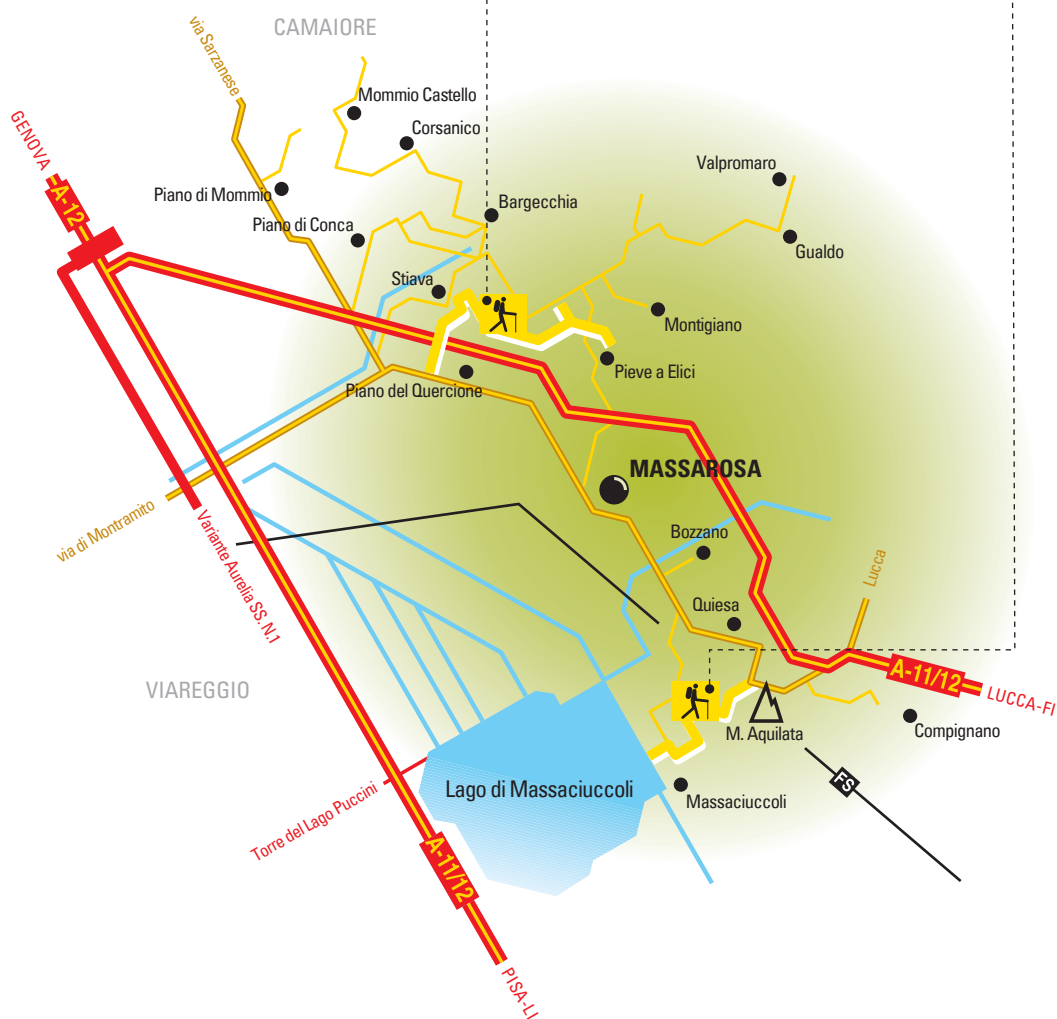 CAMAIORE
via Sarzanese
Mommio Castello
GENOVA
Corsanico
Valpromaro
A-12
Piano di Mommio
Bargecchia
Piano di Conca
Gualdo
Stiava
Montigiano
Pieve a Elici
Piano del Quercione
MASSAROSA
via di Montramito
Variante Aurelia SS. N.1
Bozzano
Lucca
Quiesa
VIAREGGIO
A-11/12
LUCCA-FI
M. Aquilata
Compignano
Lago di Massaciuccoli
Massaciuccoli
FS
Torre del Lago Puccini
A-11/12
PISA-LI